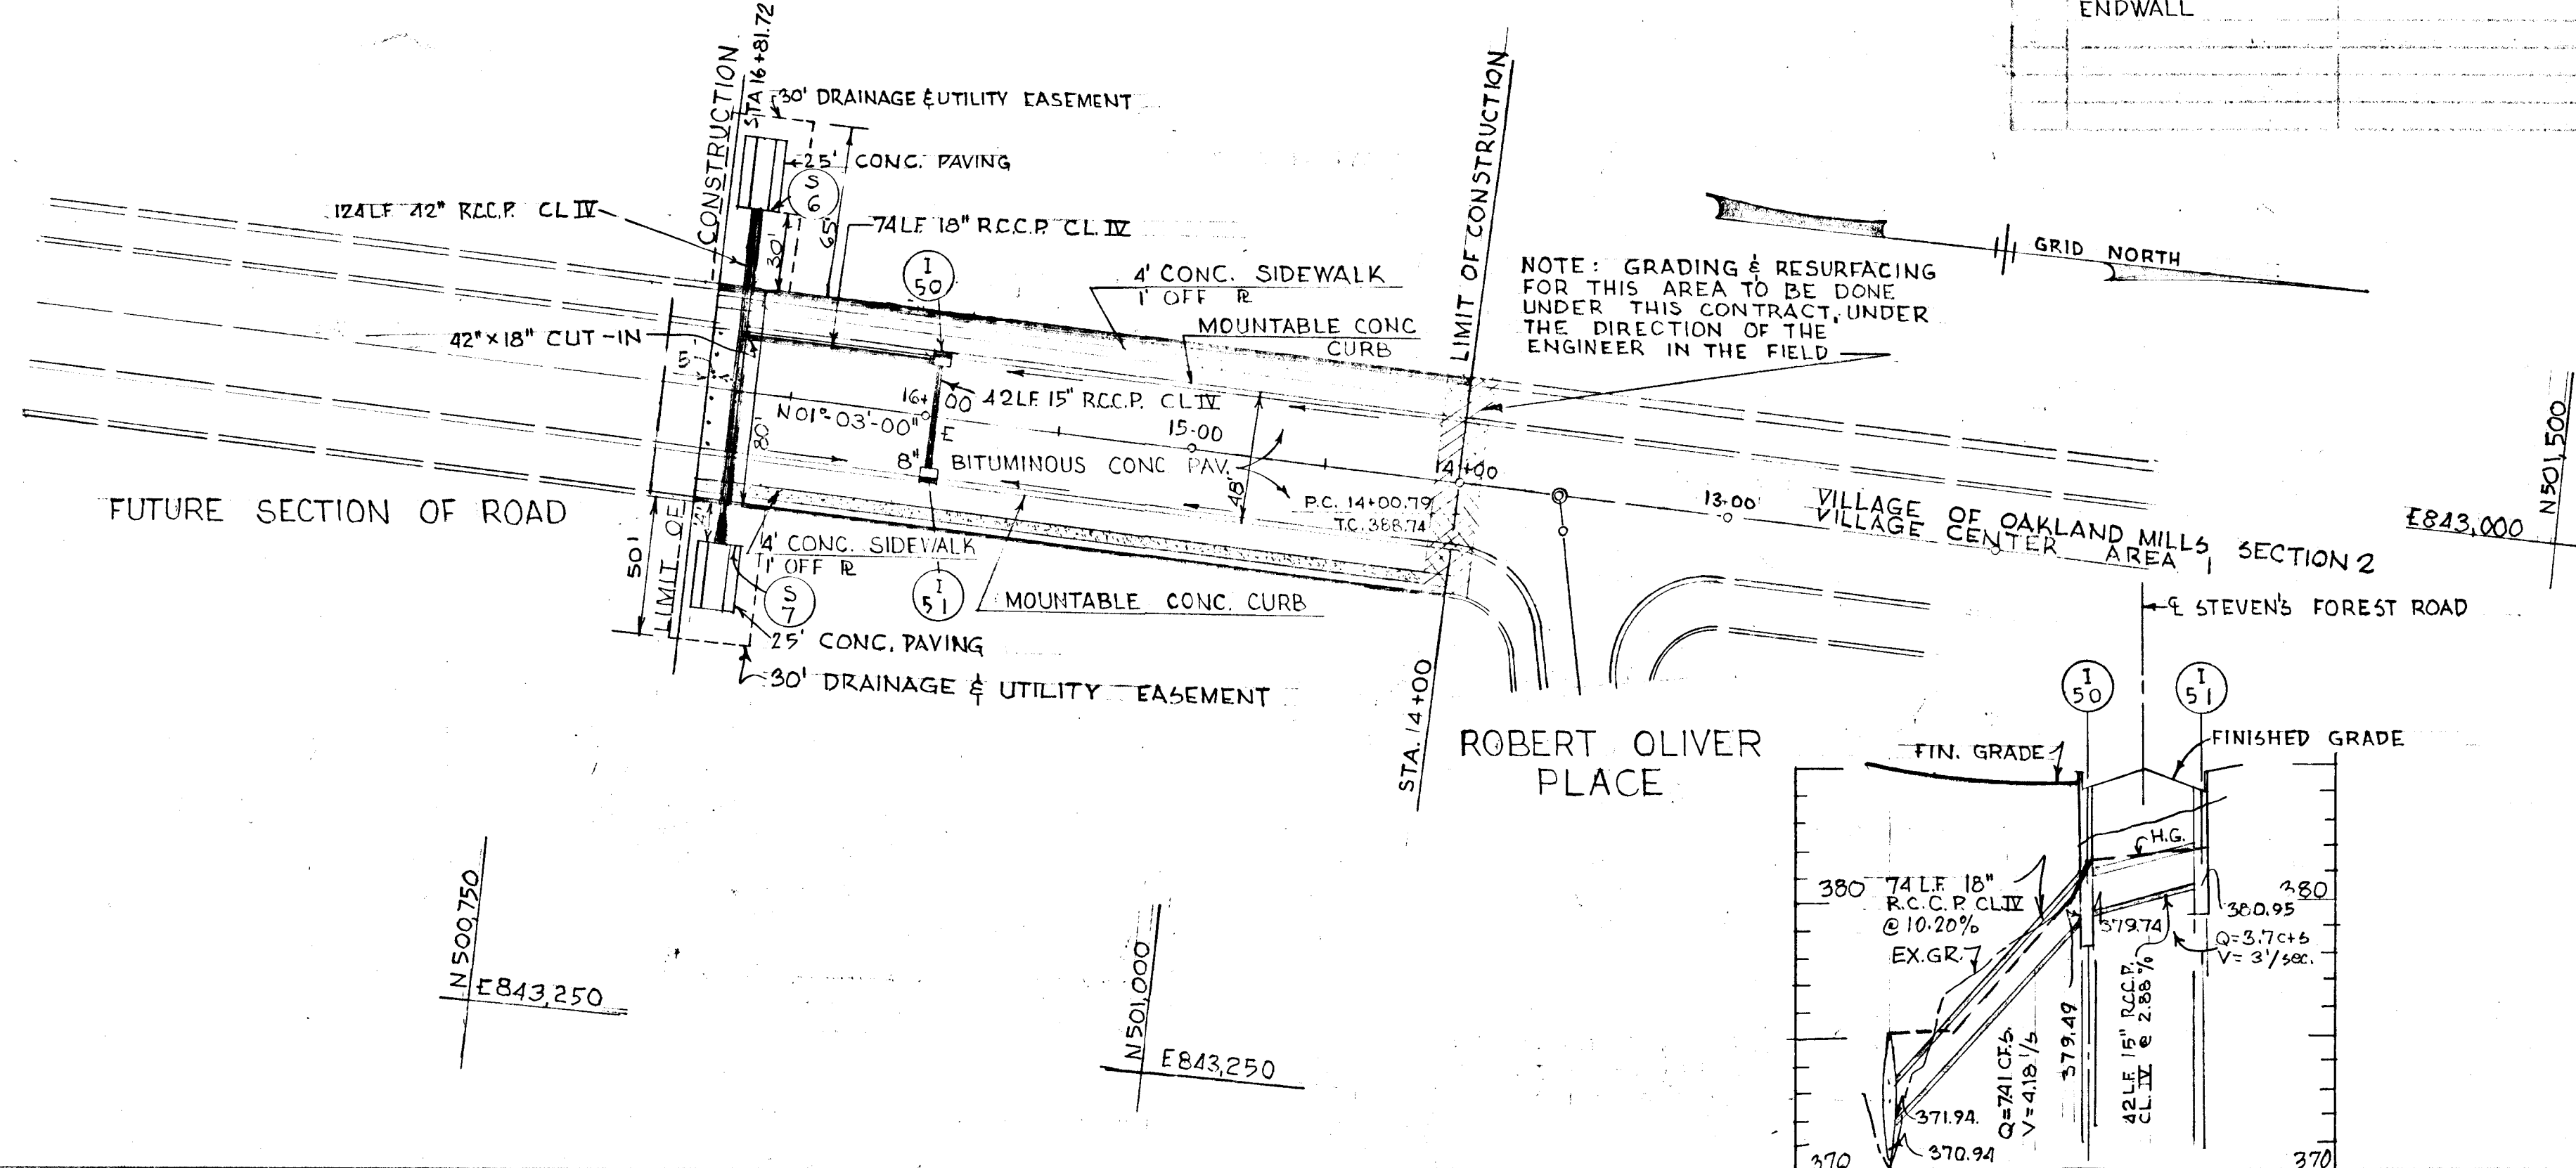 ENDWALL
CONSTRUCTION
STA 16+81.72
30' DRAINAGE & UTILITY EASEMENT
25' CONC. PAVING
S
6
65'
30'
124 LF 42" R.C.C.P. CL IV
74 LF 18" R.C.C.P. CL. IV
I
50
4' CONC. SIDEWALK
1' OFF PL
MOUNTABLE CONC
CURB
LIMIT OF CONSTRUCTION
NOTE: GRADING & RESURFACING
FOR THIS AREA TO BE DONE
UNDER THIS CONTRACT, UNDER
THE DIRECTION OF THE
ENGINEER IN THE FIELD
GRID NORTH
42" x 18" CUT-IN
5'
16+00
42 LF 15" R.C.C.P. CL IV
N01°-03'-00" E
15-00
80'
8" BITUMINOUS CONC PAV.
48'
14+00
P.C. 14+00.79
T.C. 388.74
13-00
N 501,500
E843,000
VILLAGE OF OAKLAND MILLS, SECTION 2
VILLAGE CENTER AREA 1
FUTURE SECTION OF ROAD
50'
LIMIT OF
4' CONC. SIDEWALK
1' OFF PL
S
7
I
51
MOUNTABLE CONC. CURB
25' CONC. PAVING
30' DRAINAGE & UTILITY EASEMENT
STA. 14+00
ROBERT OLIVER
PLACE
℄ STEVEN'S FOREST ROAD
I
50
I
51
FIN. GRADE
FINISHED GRADE
H.G.
380
74 L.F. 18"
R.C.C.P. CL IV
@ 10.20%
EX. GR.
379.74
380.95
380
Q=3.7 cfs
V= 3'/sec.
379.49
42 LF. 15" R.C.C.P.
CL. IV @ 2.88%
Q=7.41 C.F.S.
V=4.18'/s
371.94
370.94
370
370
N 500,750
E843,250
N 501,000
E843,250